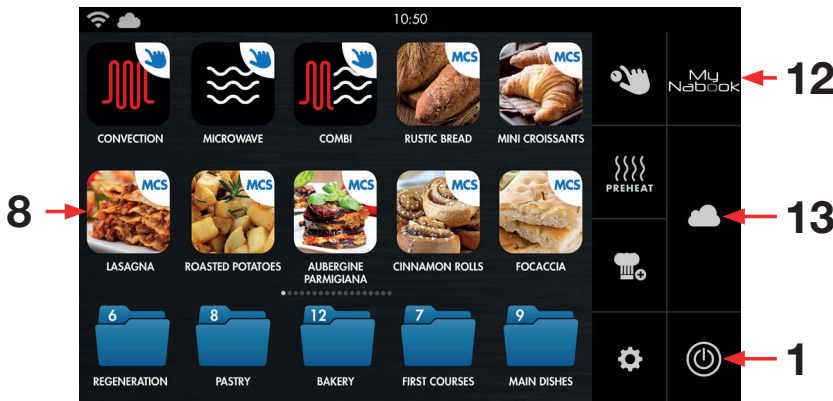 10:50
MCS MCS
CONVECTION MICROWAVE COMBI RUSTIC BREAD MINI CROISSANTS
My
Nabook
12
PREHEAT
8
MCS MCS MCS MCS MCS
13
LASAGNA ROASTED POTATOES AUBERGINE PARMIGIANA CINNAMON ROLLS FOCACCIA
6 8 12 7 9
REGENERATION PASTRY BAKERY FIRST COURSES MAIN DISHES
1